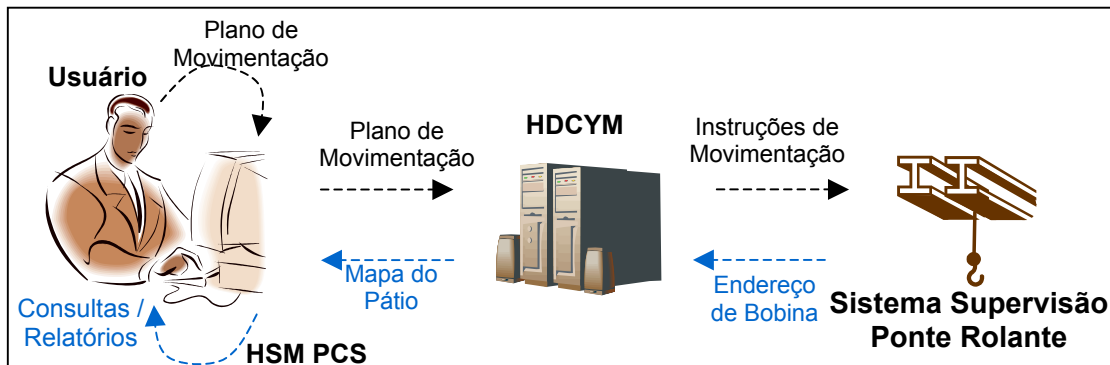 Plano de
Movimentação
Usuário
Plano de
Movimentação
HDCYM
Instruções de
Movimentação
Mapa do
Pátio
Endereço
de Bobina
Consultas /
Relatórios
HSM PCS
Sistema Supervisão
Ponte Rolante